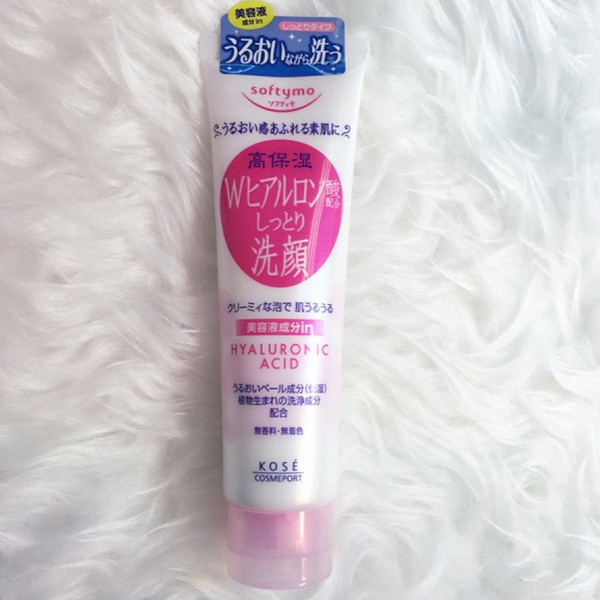 美容液
成分in
しっとりタイプ
うるおいながら洗う
softymo
ソフティモ
うるおい感あふれる素肌に
高保湿
Wヒアルロン酸配合
しっとり
洗顔
クリーミィな泡で 肌うるうる
美容液成分in
HYALURONIC
ACID
うるおいベール成分(保湿)
植物生まれの洗浄成分
配合
無香料・無着色
KOSÉ
COSMEPORT